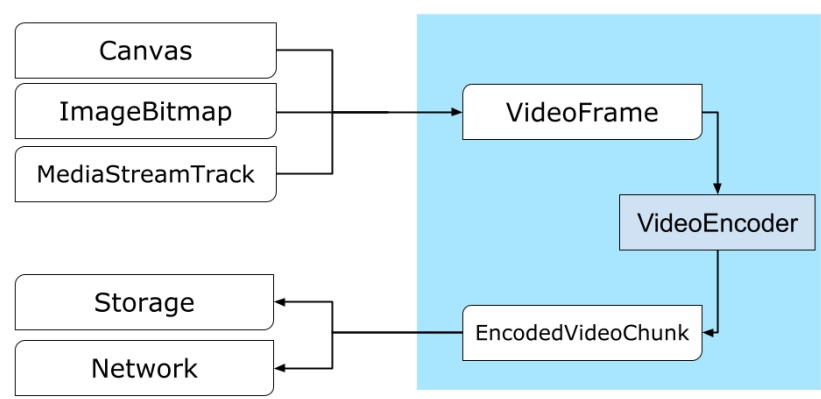 Canvas
ImageBitmap
MediaStreamTrack
VideoFrame
VideoEncoder
EncodedVideoChunk
Storage
Network